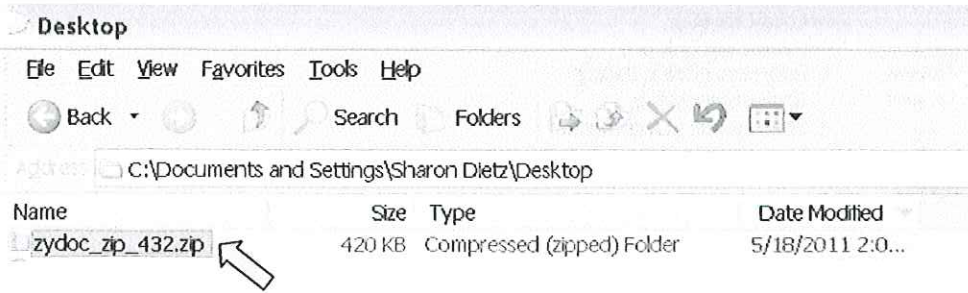 Desktop
File Edit View Favorites Tools Help
Back Search Folders
Address C:\Documents and Settings\Sharon Dietz\Desktop
Name Size Type Date Modified
zydoc_zip_432.zip 420 KB Compressed (zipped) Folder 5/18/2011 2:0...